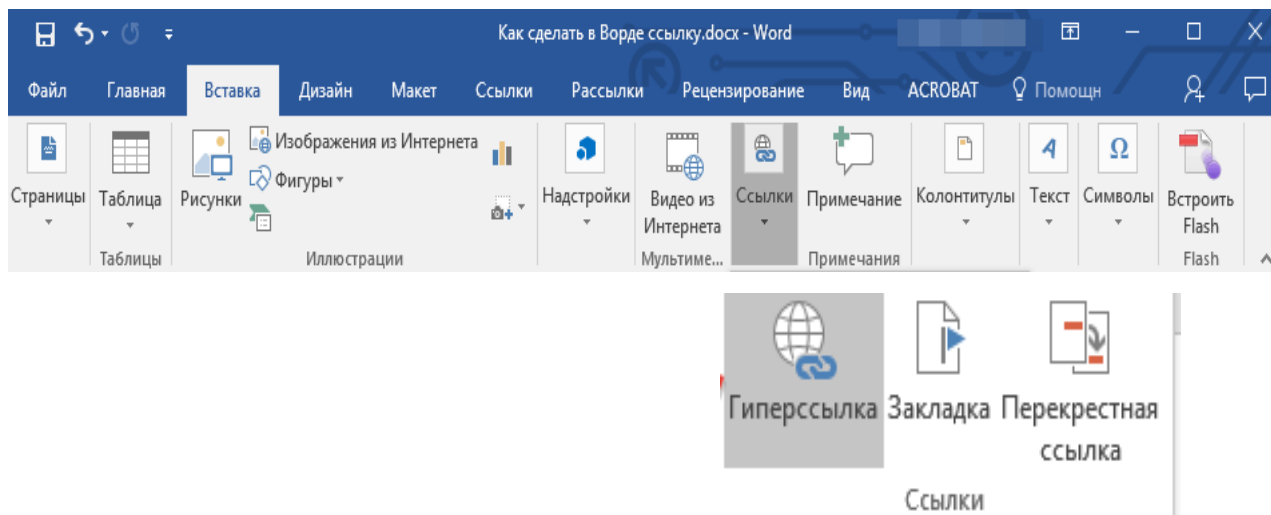 Как сделать в Ворде ссылку.docx - Word
Файл Главная Вставка Дизайн Макет Ссылки Рассылки Рецензирование Вид ACROBAT Помощн
Изображения из Интернета
Фигуры
Страницы Таблица Рисунки Надстройки Видео из Интернета Ссылки Примечание Колонтитулы Текст Символы Встроить Flash
Таблицы Иллюстрации Мультиме... Примечания Flash
Гиперссылка Закладка Перекрестная
ссылка
Ссылки